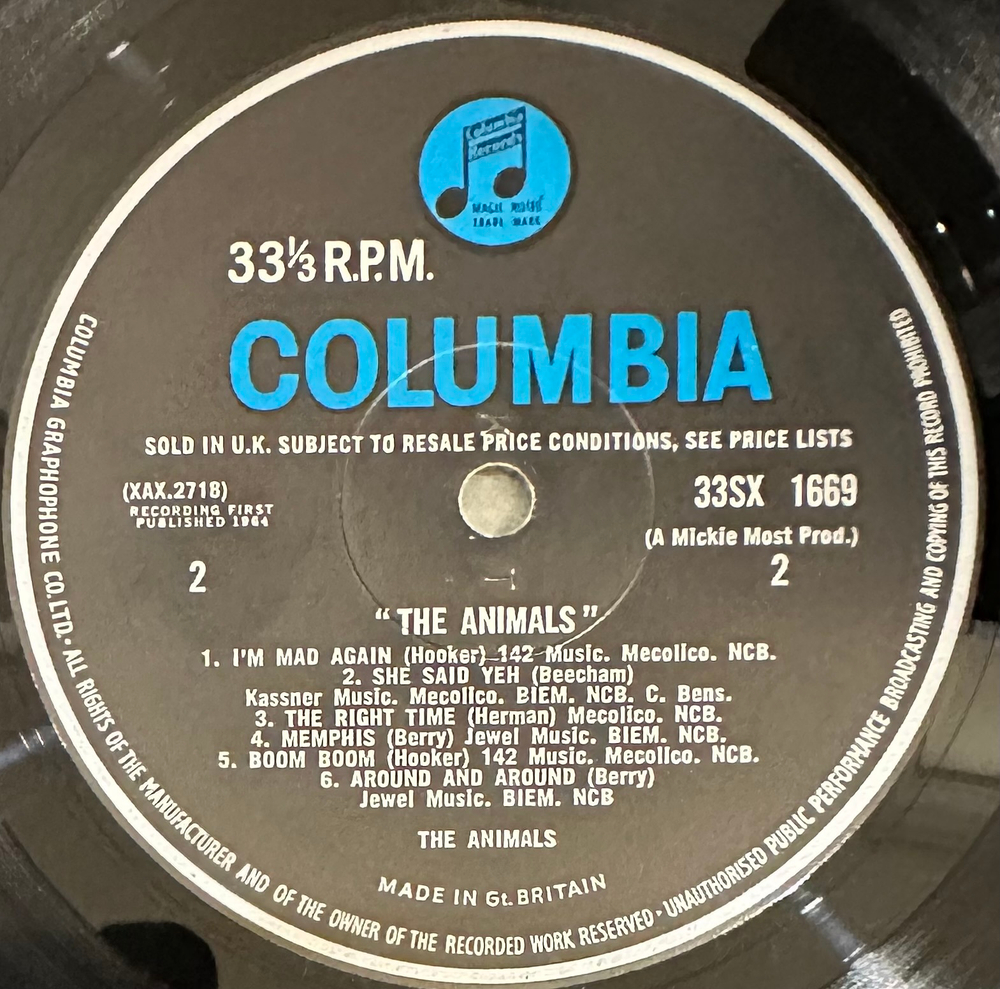 Columbia
Records
MAGIC NOTES
TRADE MARK
33⅓ R.P.M.
COLUMBIA
SOLD IN U.K. SUBJECT TO RESALE PRICE CONDITIONS, SEE PRICE LISTS
(XAX.2718)
RECORDING FIRST
PUBLISHED 1964
33SX 1669
(A Mickie Most Prod.)
2
2
"THE ANIMALS"
1. I'M MAD AGAIN (Hooker) 142 Music. Mecolico. NCB.
2. SHE SAID YEH (Beecham)
Kassner Music. Mecolico. BIEM. NCB. C. Bens.
3. THE RIGHT TIME (Herman) Mecolico. NCB.
4. MEMPHIS (Berry) Jewel Music. BIEM. NCB.
5. BOOM BOOM (Hooker) 142 Music. Mecolico. NCB.
6. AROUND AND AROUND (Berry)
Jewel Music. BIEM. NCB
THE ANIMALS
MADE IN Gt. BRITAIN
COLUMBIA GRAPHOPHONE CO. LTD. · ALL RIGHTS OF THE MANUFACTURER AND OF THE OWNER OF THE RECORDED WORK RESERVED · UNAUTHORISED PUBLIC PERFORMANCE BROADCASTING AND COPYING OF THIS RECORD PROHIBITED